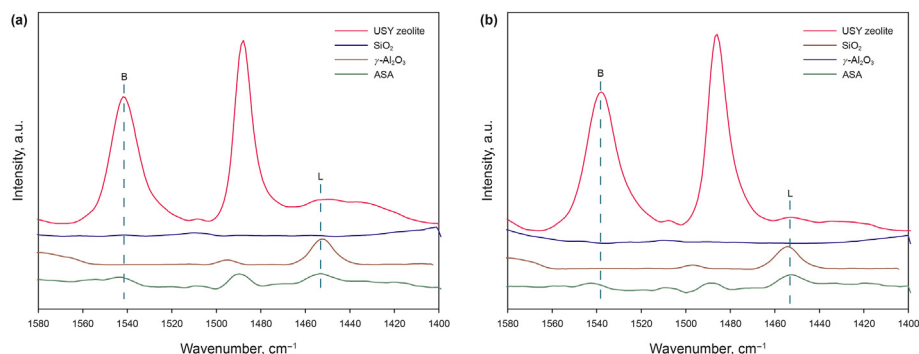 (a)
USY zeolite
SiO₂
γ-Al₂O₃
ASA
B
L
Intensity, a.u.
1580 1560 1540 1520 1500 1480 1460 1440 1420 1400
Wavenumber, cm⁻¹
(b)
USY zeolite
SiO₂
γ-Al₂O₃
ASA
B
L
Intensity, a.u.
1580 1560 1540 1520 1500 1480 1460 1440 1420 1400
Wavenumber, cm⁻¹